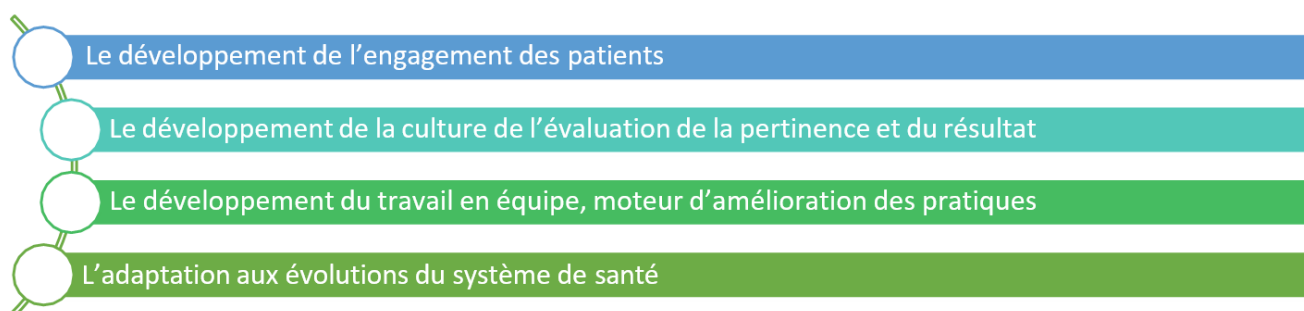 Le développement de l’engagement des patients
Le développement de la culture de l’évaluation de la pertinence et du résultat
Le développement du travail en équipe, moteur d’amélioration des pratiques
L’adaptation aux évolutions du système de santé